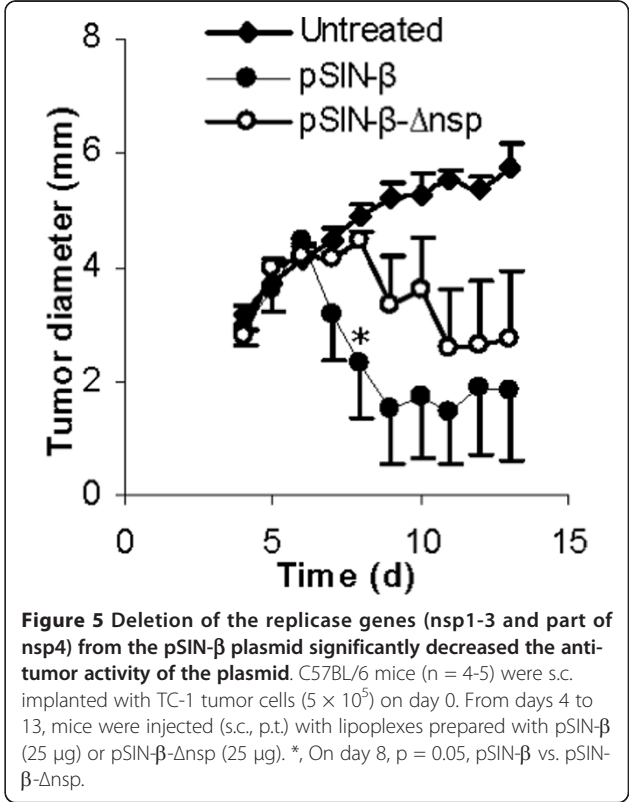 Untreated
pSIN-β
pSIN-β-Δnsp
Tumor diameter (mm)
8
6
4
2
0
*
0 5 10 15
Time (d)
Figure 5 Deletion of the replicase genes (nsp1-3 and part of
nsp4) from the pSIN-β plasmid significantly decreased the anti-
tumor activity of the plasmid. C57BL/6 mice (n = 4-5) were s.c.
implanted with TC-1 tumor cells (5 × 10⁵) on day 0. From days 4 to
13, mice were injected (s.c., p.t.) with lipoplexes prepared with pSIN-β
(25 μg) or pSIN-β-Δnsp (25 μg). *, On day 8, p = 0.05, pSIN-β vs. pSIN-
β-Δnsp.